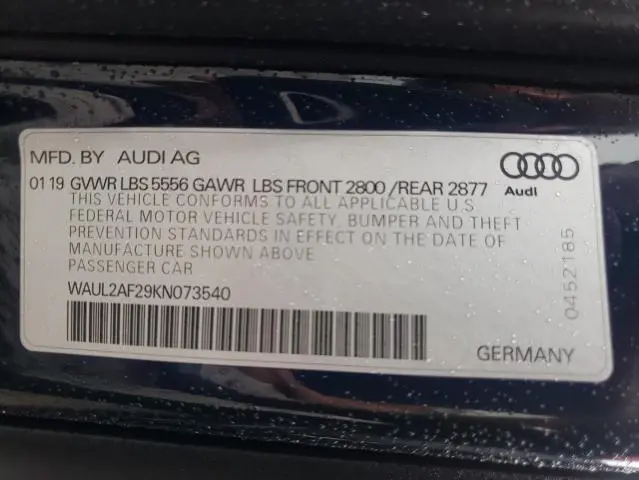 MFD. BY AUDI AG
Audi
01 19 GVWR LBS 5556 GAWR LBS FRONT 2800 /REAR 2877
THIS VEHICLE CONFORMS TO ALL APPLICABLE U.S.
FEDERAL MOTOR VEHICLE SAFETY, BUMPER AND THEFT
PREVENTION STANDARDS IN EFFECT ON THE DATE OF
MANUFACTURE SHOWN ABOVE
PASSENGER CAR
WAUL2AF29KN073540
0452185
GERMANY